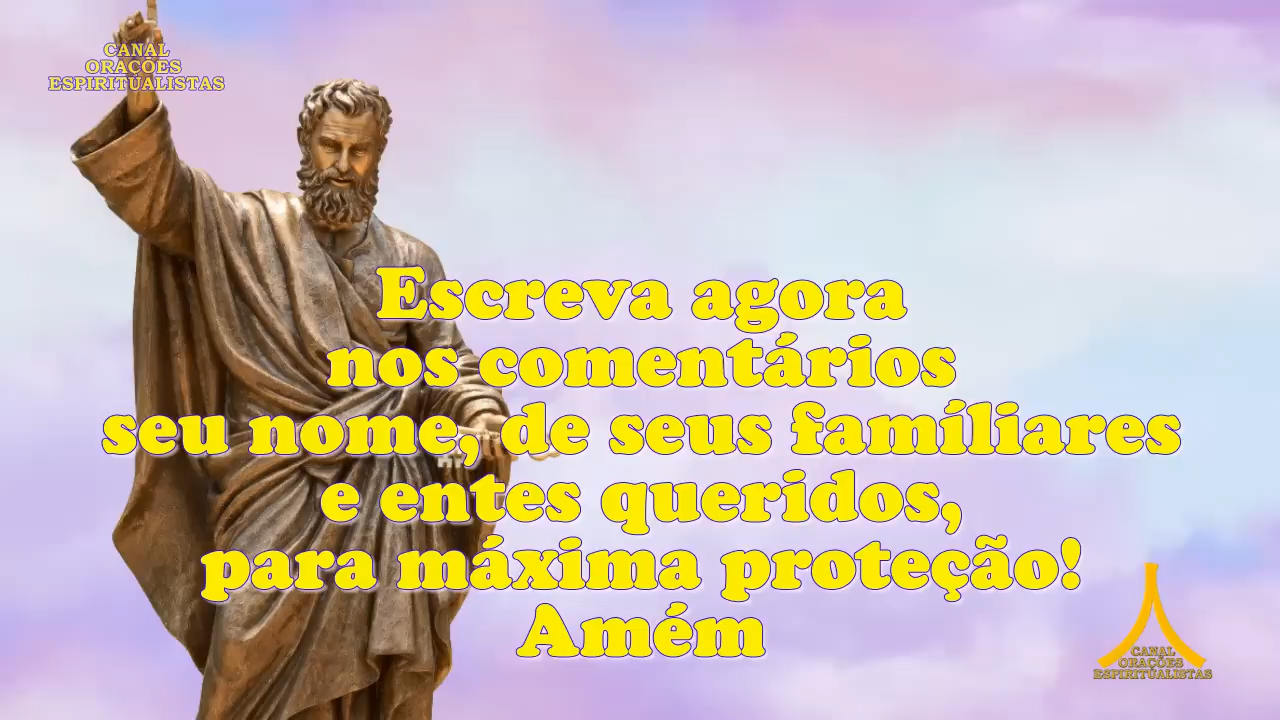 CANAL
ORAÇÕES
ESPIRITUALISTAS
Escreva agora
nos comentários
seu nome, de seus famíliares
e entes queridos,
para máxima proteção!
Amém
CANAL
ORAÇÕES
ESPIRITUALISTAS